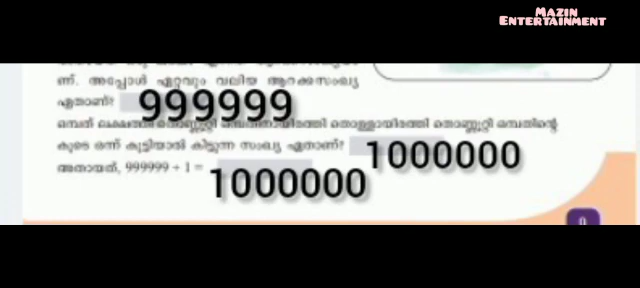 MAZIN
ENTERTAINMENT
ണ്. അപ്പോൾ ഏറ്റവും വലിയ ആറക്കസംഖ്യ
ഏതാണ്? 999999
ഒമ്പത് ലക്ഷത്തി തൊണ്ണൂറ്റി ഒമ്പതിനായിരത്തി തൊള്ളായിരത്തി തൊണ്ണൂറ്റി ഒമ്പതിന്റെ
കൂടെ ഒന്ന് കൂട്ടിയാൽ കിട്ടുന്ന സംഖ്യ ഏതാണ്? 1000000
അതായത്, 999999 + 1 = 1000000
9